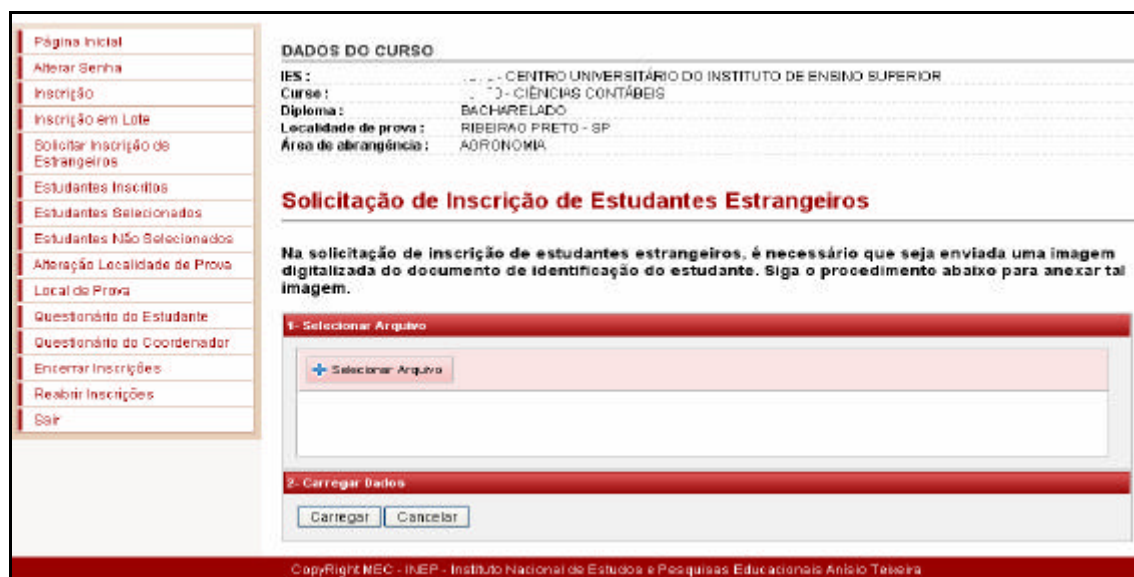 Página Inicial
Alterar Senha
Inscrição
Inscrição em Lote
Solicitar Inscrição de
Estrangeiros
Estudantes Inscritos
Estudantes Selecionados
Estudantes Não Selecionados
Alteração Localidade de Prova
Local de Prova
Questionário do Estudante
Questionário do Coordenador
Encerrar Inscrições
Reabrir Inscrições
Sair
DADOS DO CURSO
IES : - CENTRO UNIVERSITÁRIO DO INSTITUTO DE ENSINO SUPERIOR
Curso : - CIÊNCIAS CONTÁBEIS
Diploma : BACHARELADO
Localidade de prova : RIBEIRAO PRETO - SP
Área de abrangência : AGRONOMIA
Solicitação de Inscrição de Estudantes Estrangeiros
Na solicitação de inscrição de estudantes estrangeiros, é necessário que seja enviada uma imagem
digitalizada do documento de identificação do estudante. Siga o procedimento abaixo para anexar tal
imagem.
1- Selecionar Arquivo
Selecionar Arquivo
2- Carregar Dados
Carregar Cancelar
CopyRight MEC - INEP - Instituto Nacional de Estudos e Pesquisas Educacionais Anísio Teixeira